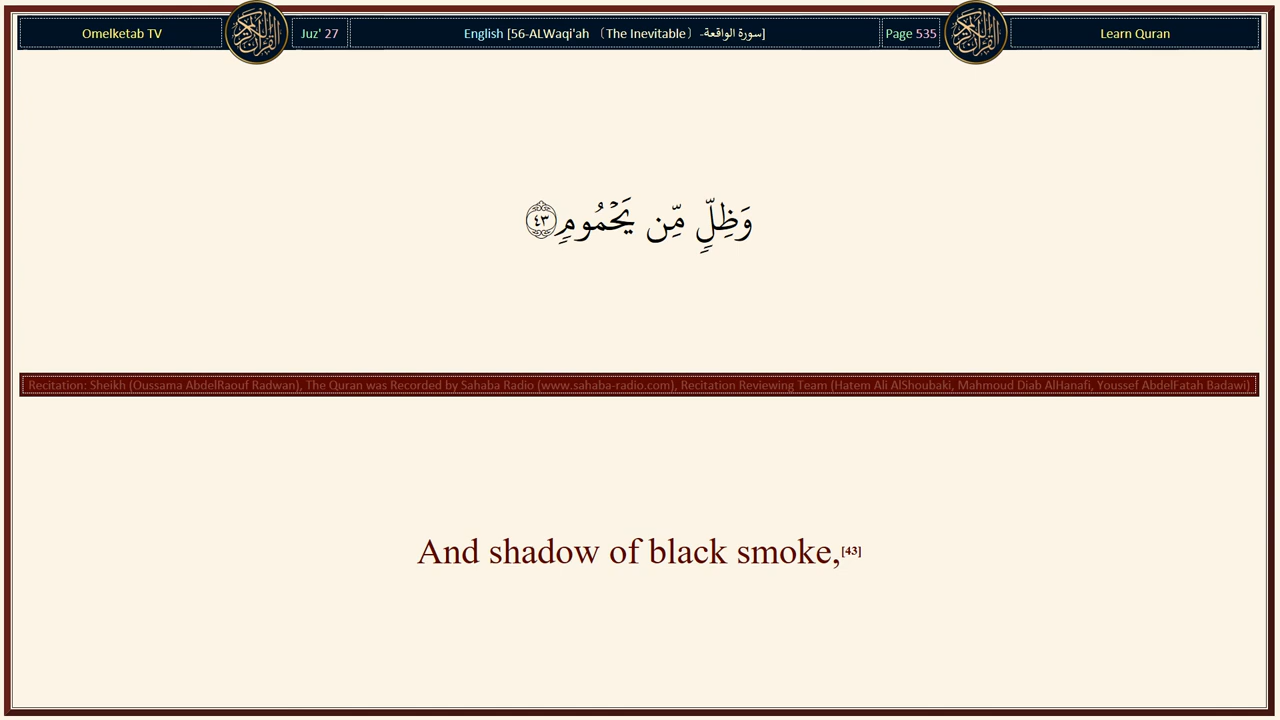 Omelketab TV
Juz' 27
English [56-ALWaqi'ah 〔The Inevitable〕 -سورة الواقعة]
Page 535
Learn Quran
وَظِلٍّ مِّن يَحْمُومٍ ٤٣
Recitation: Sheikh (Oussama AbdelRaouf Radwan), The Quran was Recorded by Sahaba Radio (www.sahaba-radio.com), Recitation Reviewing Team (Hatem Ali AlShoubaki, Mahmoud Diab AlHanafi, Youssef AbdelFatah Badawi)
And shadow of black smoke,[43]